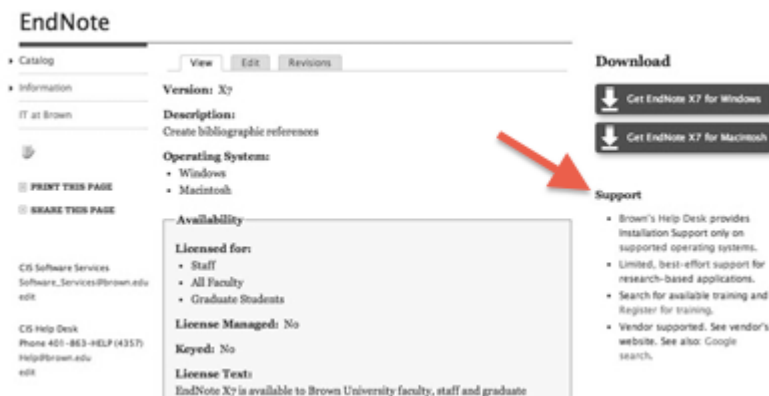 EndNote
Catalog
Information
IT at Brown
PRINT THIS PAGE
SHARE THIS PAGE
CIS Software Services
Software_Services@brown.edu
edit
CIS Help Desk
Phone 401-863-HELP (4357)
Help@brown.edu
edit
View Edit Revisions
Version: X7
Description:
Create bibliographic references
Operating System:
• Windows
• Macintosh
Availability
Licensed for:
• Staff
• All Faculty
• Graduate Students
License Managed: No
Keyed: No
License Text:
EndNote X7 is available to Brown University faculty, staff and graduate
Download
Get EndNote X7 for Windows
Get EndNote X7 for Macintosh
Support
• Brown's Help Desk provides
Installation Support only on
supported operating systems.
• Limited, best-effort support for
research-based applications.
• Search for available training and
Register for training.
• Vendor supported. See vendor's
website. See also: Google
search.